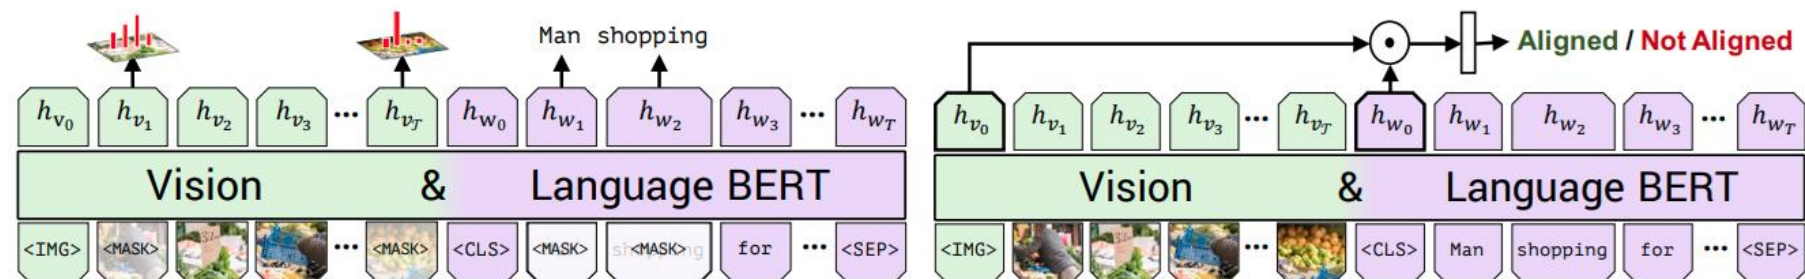 Man shopping
Aligned / Not Aligned
h_{v_0} h_{v_1} h_{v_2} h_{v_3} ... h_{v_𝒯} h_{w_0} h_{w_1} h_{w_2} h_{w_3} ... h_{w_T}
h_{v_0} h_{v_1} h_{v_2} h_{v_3} ... h_{v_𝒯} h_{w_0} h_{w_1} h_{w_2} h_{w_3} ... h_{w_T}
Vision & Language BERT
Vision & Language BERT
<IMG> <MASK> ... <MASK> <CLS> <MASK> <MASK> for ... <SEP>
<IMG> ... <CLS> Man shopping for ... <SEP>